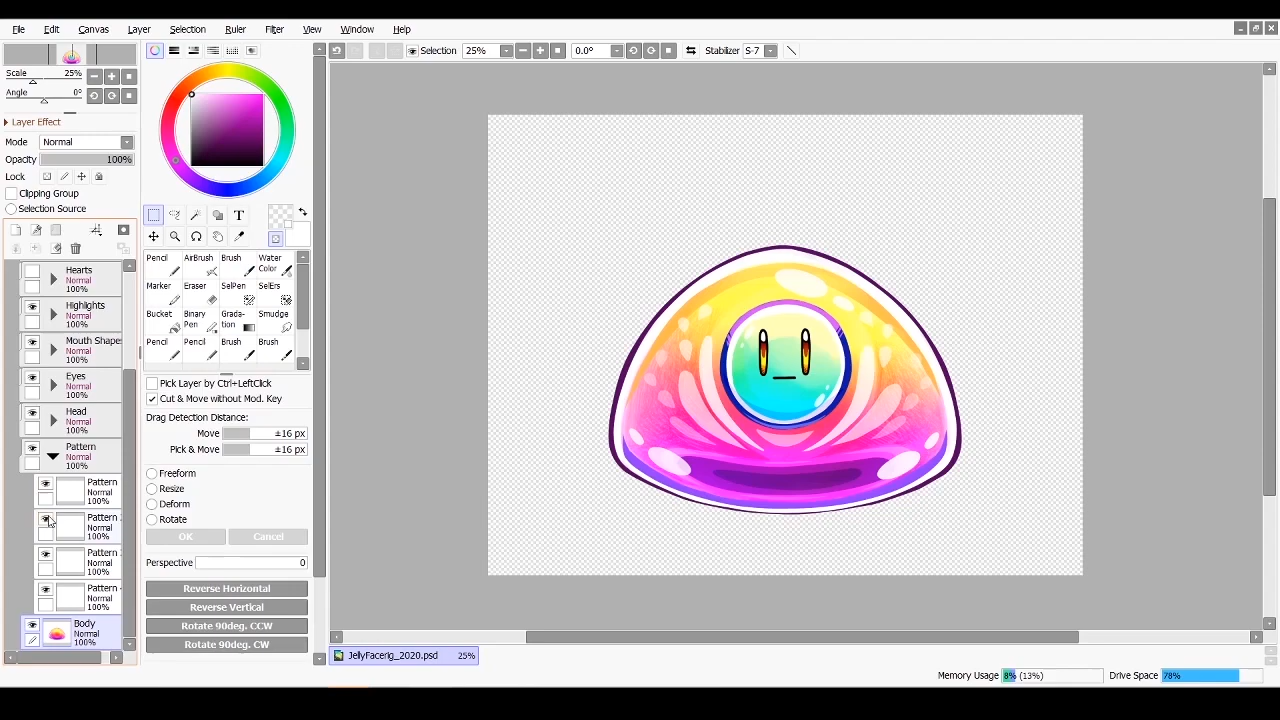 File Edit Canvas Layer Selection Ruler Filter View Window Help
Selection 25% 0.0° Stabilizer S-7
Scale 25%
Angle 0°
Layer Effect
Mode Normal
Opacity 100%
Lock
Clipping Group
Selection Source
Hearts
Normal
100%
Highlights
Normal
100%
Mouth Shape
Normal
100%
Eyes
Normal
100%
Head
Normal
100%
Pattern
Normal
100%
Pattern
Normal
100%
Pattern
Normal
100%
Pattern
Normal
100%
Pattern
Normal
100%
Body
Normal
100%
T
Pencil AirBrush Brush Water Color
Marker Eraser SelPen SelErs
Bucket Binary Pen Grada-tion Smudge
Pencil Pencil Brush Brush
Pick Layer by Ctrl+LeftClick
Cut & Move without Mod. Key
Drag Detection Distance:
Move ±16 px
Pick & Move ±16 px
Freeform
Resize
Deform
Rotate
OK Cancel
Perspective 0
Reverse Horizontal
Reverse Vertical
Rotate 90deg. CCW
Rotate 90deg. CW
JellyFacerig_2020.psd 25%
Memory Usage 8% (13%) Drive Space 78%